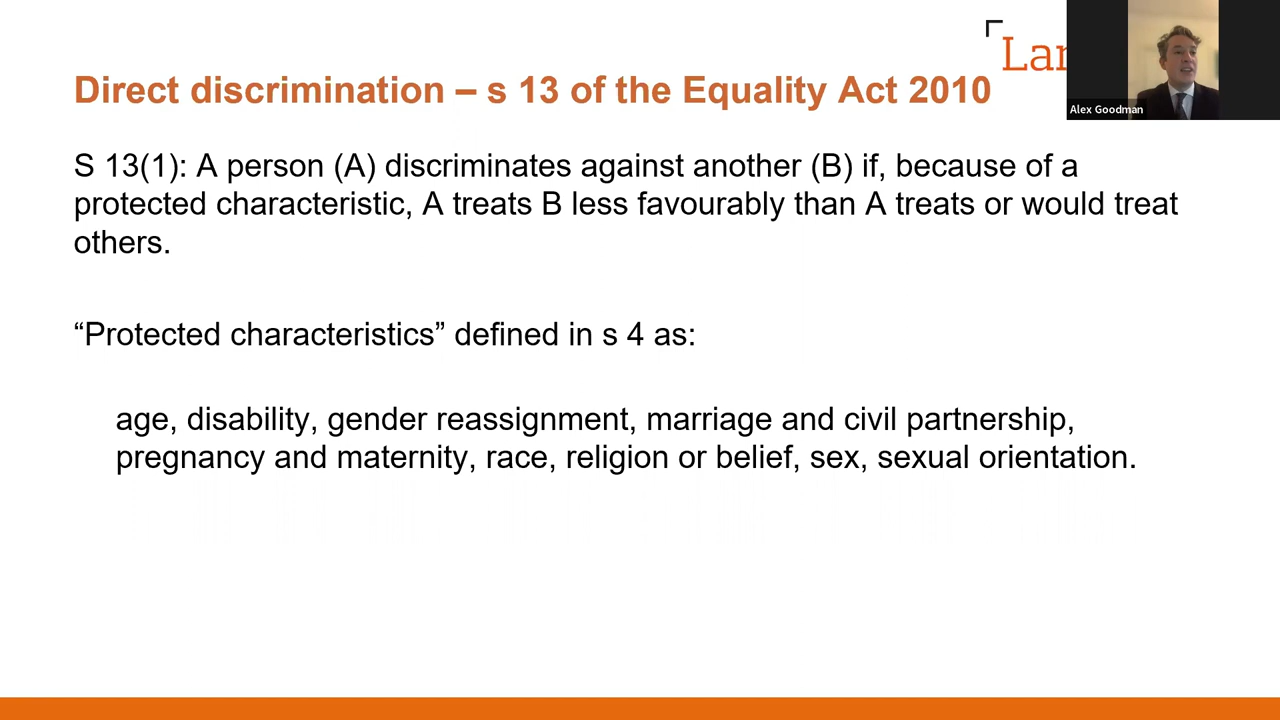 Direct discrimination – s 13 of the Equality Act 2010
Alex Goodman
S 13(1): A person (A) discriminates against another (B) if, because of a
protected characteristic, A treats B less favourably than A treats or would treat
others.
“Protected characteristics” defined in s 4 as:
age, disability, gender reassignment, marriage and civil partnership,
pregnancy and maternity, race, religion or belief, sex, sexual orientation.